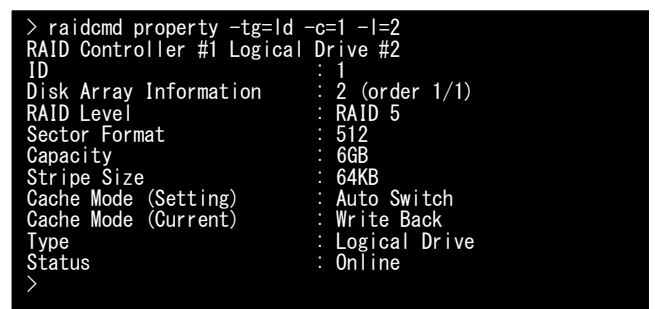 > raidcmd property -tg=ld -c=1 -l=2
RAID Controller #1 Logical Drive #2
ID : 1
Disk Array Information : 2 (order 1/1)
RAID Level : RAID 5
Sector Format : 512
Capacity : 6GB
Stripe Size : 64KB
Cache Mode (Setting) : Auto Switch
Cache Mode (Current) : Write Back
Type : Logical Drive
Status : Online
>